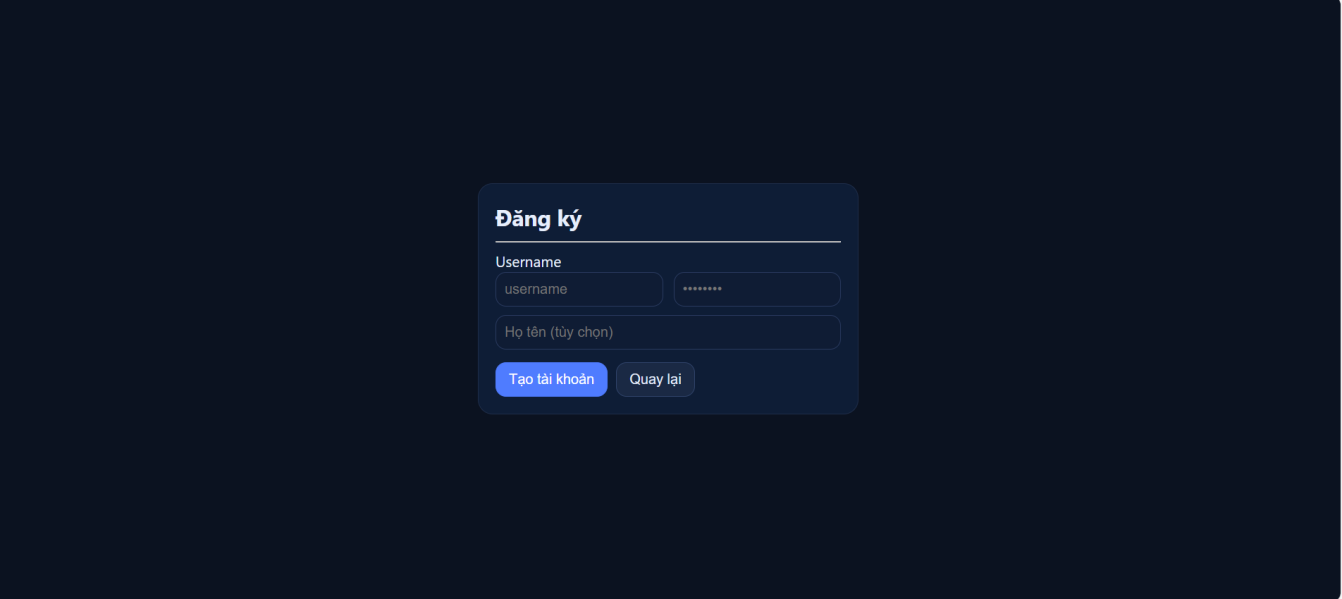 Đăng ký
Username
username ••••••••
Họ tên (tùy chọn)
Tạo tài khoản Quay lại